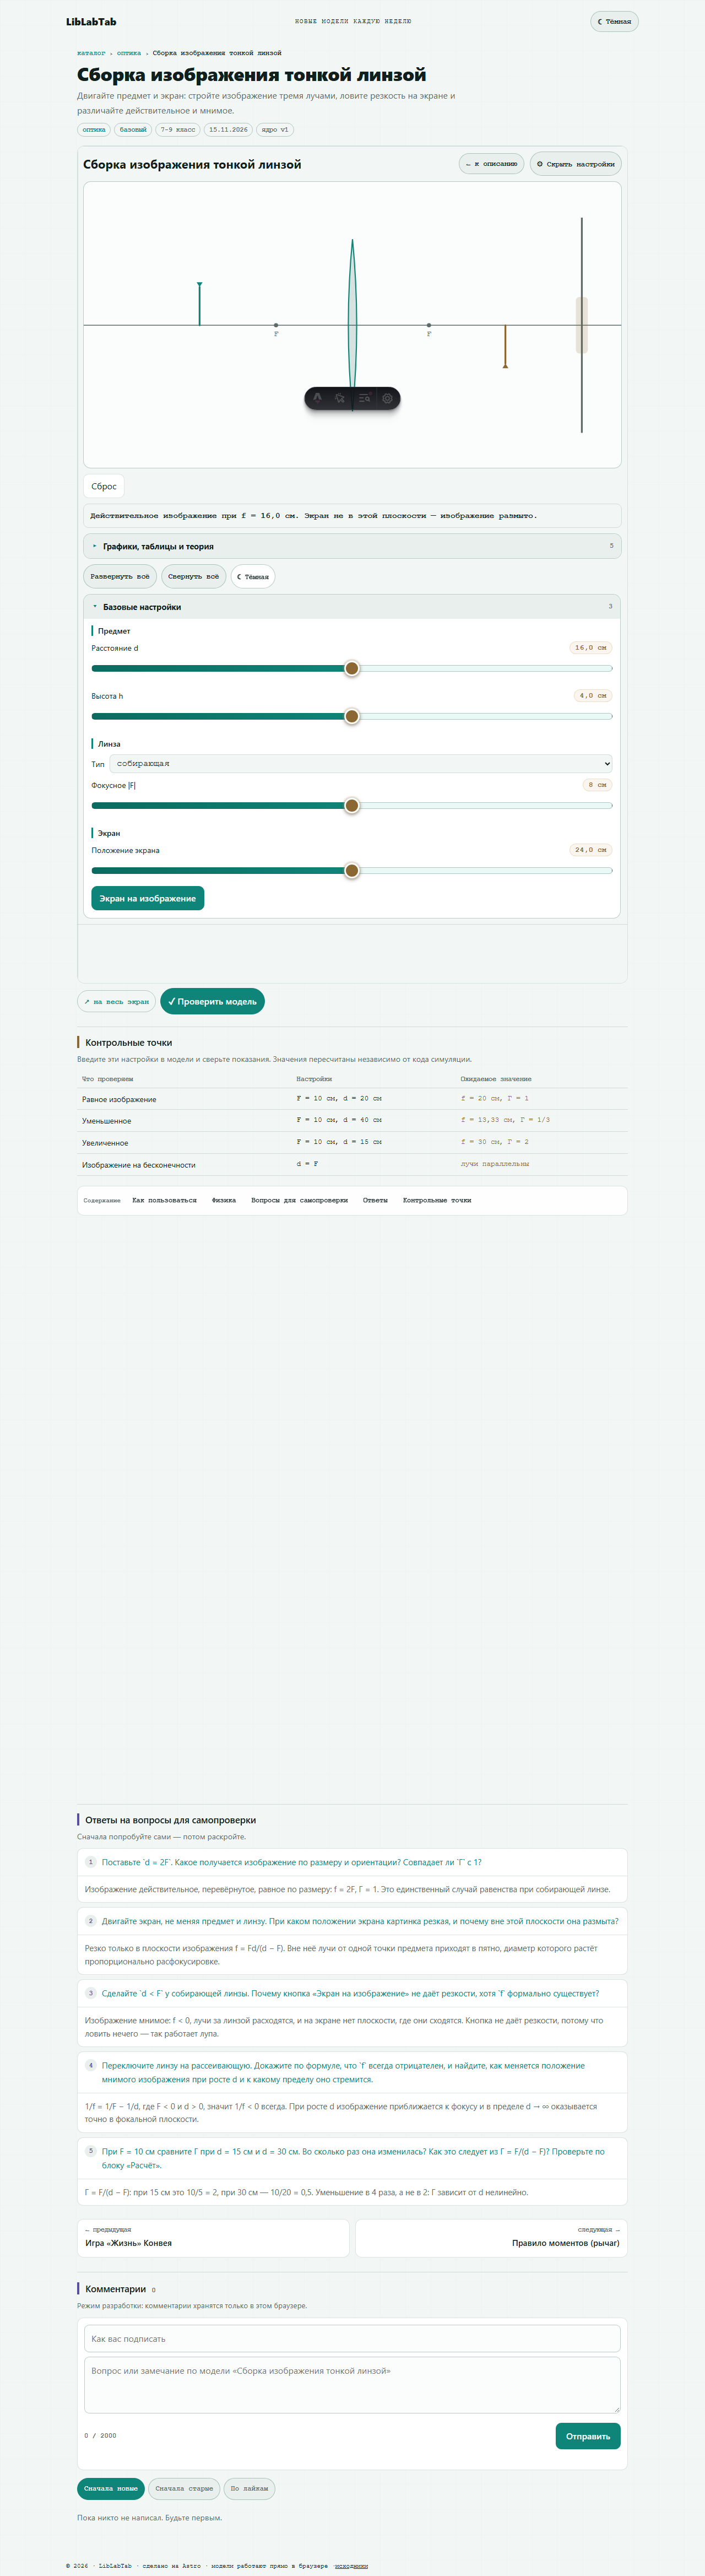 LibLabTab
НОВЫЕ МОДЕЛИ КАЖДУЮ НЕДЕЛЮ
☾ Тёмная
каталог › оптика › Сборка изображения тонкой линзой
Сборка изображения тонкой линзой
Двигайте предмет и экран: стройте изображение тремя лучами, ловите резкость на экране и
различайте действительное и мнимое.
оптика базовый 7–9 класс 15.11.2026 ядро v1
Сборка изображения тонкой линзой
← к описанию
⚙ Скрыть настройки
F
F
Сброс
Действительное изображение при f = 16,0 см. Экран не в этой плоскости — изображение размыто.
▸ Графики, таблицы и теория 5
Развернуть всё Свернуть всё ☾ Тёмная
▾ Базовые настройки 3
Предмет
Расстояние d 16,0 см
Высота h 4,0 см
Линза
Тип собирающая
Фокусное |F| 8 см
Экран
Положение экрана 24,0 см
Экран на изображение
↗ на весь экран
✓ Проверить модель
Контрольные точки
Введите эти настройки в модели и сверьте показания. Значения пересчитаны независимо от кода симуляции.
Что проверяем Настройки Ожидаемое значение
Равное изображение F = 10 см, d = 20 см f = 20 см, Г = 1
Уменьшенное F = 10 см, d = 40 см f = 13,33 см, Г = 1/3
Увеличенное F = 10 см, d = 15 см f = 30 см, Г = 2
Изображение на бесконечности d = F лучи параллельны
Содержание Как пользоваться Физика Вопросы для самопроверки Ответы Контрольные точки
Ответы на вопросы для самопроверки
Сначала попробуйте сами — потом раскройте.
1 Поставьте `d = 2F`. Какое получается изображение по размеру и ориентации? Совпадает ли `Г` с 1?
Изображение действительное, перевёрнутое, равное по размеру: f = 2F, Г = 1. Это единственный случай равенства при собирающей линзе.
2 Двигайте экран, не меняя предмет и линзу. При каком положении экрана картинка резкая, и почему вне этой плоскости она размыта?
Резко только в плоскости изображения f = Fd/(d − F). Вне неё лучи от одной точки предмета приходят в пятно, диаметр которого растёт
пропорционально расфокусировке.
3 Сделайте `d < F` у собирающей линзы. Почему кнопка «Экран на изображение» не даёт резкости, хотя `f` формально существует?
Изображение мнимое: f < 0, лучи за линзой расходятся, и на экране нет плоскости, где они сходятся. Кнопка не даёт резкости, потому что
ловить нечего — так работает лупа.
4 Переключите линзу на рассеивающую. Докажите по формуле, что `f` всегда отрицателен, и найдите, как меняется положение
мнимого изображения при росте d и к какому пределу оно стремится.
1/f = 1/F − 1/d, где F < 0 и d > 0, значит 1/f < 0 всегда. При росте d изображение приближается к фокусу и в пределе d → ∞ оказывается
точно в фокальной плоскости.
5 При F = 10 см сравните Г при d = 15 см и d = 30 см. Во сколько раз она изменилась? Как это следует из Г = F/(d − F)? Проверьте по
блоку «Расчёт».
Г = F/(d − F): при 15 см это 10/5 = 2, при 30 см — 10/20 = 0,5. Уменьшение в 4 раза, а не в 2: Г зависит от d нелинейно.
← предыдущая
Игра «Жизнь» Конвея
следующая →
Правило моментов (рычаг)
Комментарии 0
Режим разработки: комментарии хранятся только в этом браузере.
Как вас подписать
Вопрос или замечание по модели «Сборка изображения тонкой линзой»
0 / 2000
Отправить
Сначала новые Сначала старые По лайкам
Пока никто не написал. Будьте первым.
© 2026 · LibLabTab · сделано на Astro · модели работают прямо в браузере · исходники